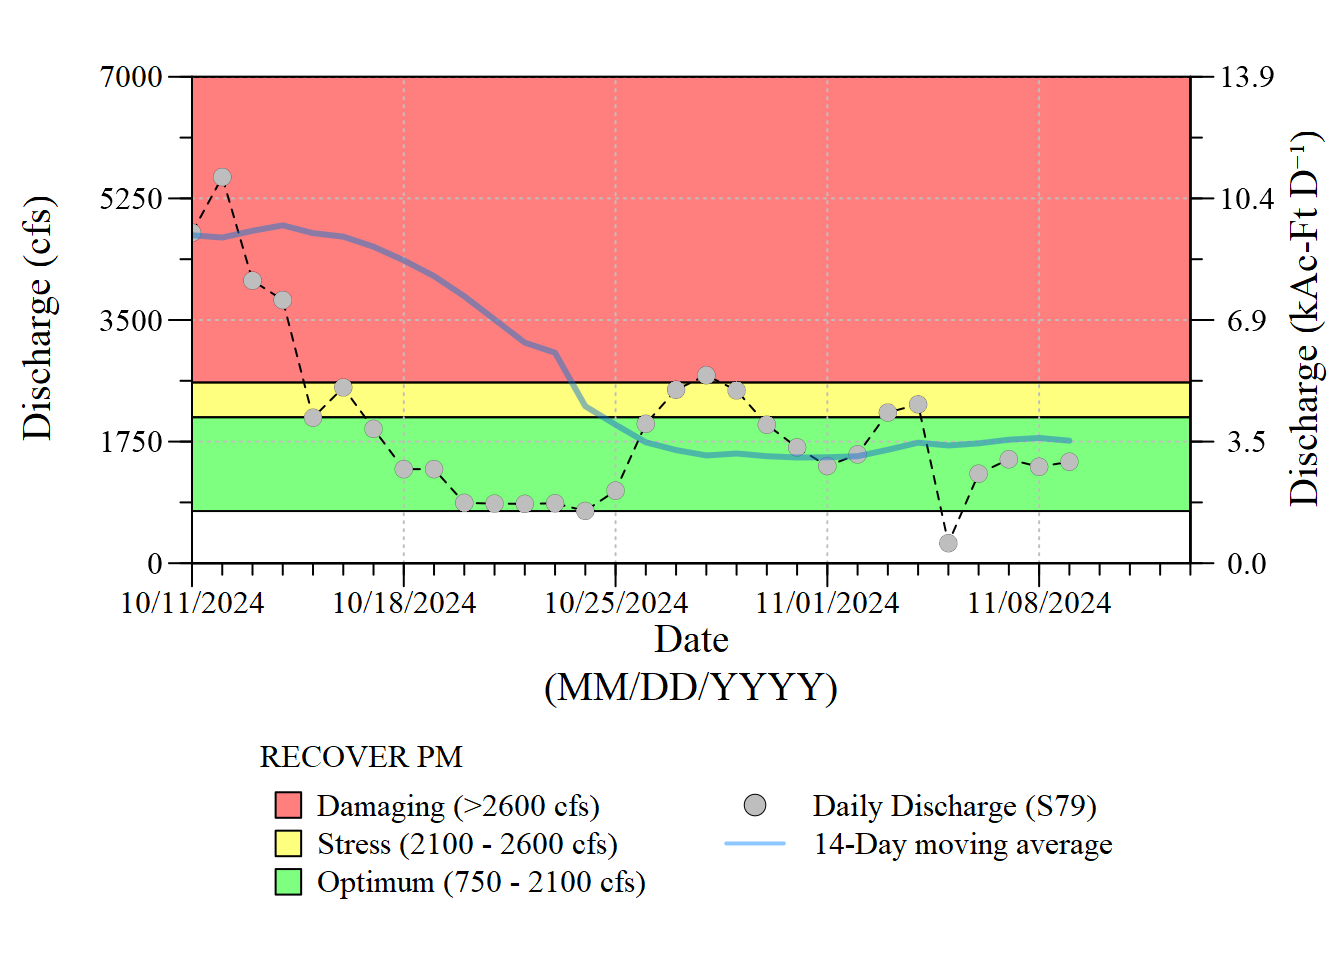 7000
5250
3500
1750
0
Discharge (cfs)
13.9
10.4
6.9
3.5
0.0
Discharge (kAc-Ft D⁻¹)
10/11/2024
10/18/2024
10/25/2024
11/01/2024
11/08/2024
Date
(MM/DD/YYYY)
RECOVER PM
Damaging (>2600 cfs)
Stress (2100 - 2600 cfs)
Optimum (750 - 2100 cfs)
Daily Discharge (S79)
14-Day moving average